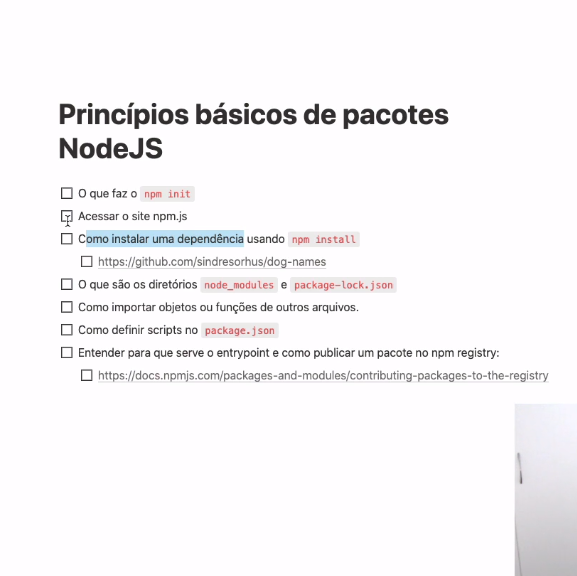 Princípios básicos de pacotes
NodeJS
O que faz o npm init
Acessar o site npm.js
Como instalar uma dependência usando npm install
https://github.com/sindresorhus/dog-names
O que são os diretórios node_modules e package-lock.json
Como importar objetos ou funções de outros arquivos.
Como definir scripts no package.json
Entender para que serve o entrypoint e como publicar um pacote no npm registry:
https://docs.npmjs.com/packages-and-modules/contributing-packages-to-the-registry